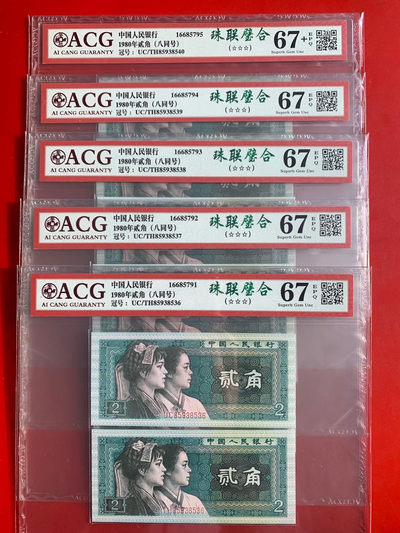 ACG
AI CANG GUARANTY
中国人民银行 16685795
1980年贰角（八同号）
冠号：UC/TH85938540
珠联璧合
(☆☆☆)
67+ EPQ
Superb Gem Unc
ACG
AI CANG GUARANTY
中国人民银行 16685794
1980年贰角（八同号）
冠号：UC/TH85938539
珠联璧合
(☆☆☆)
67 EPQ
Superb Gem Unc
ACG
AI CANG GUARANTY
中国人民银行 16685793
1980年贰角（八同号）
冠号：UC/TH85938538
珠联璧合
(☆☆☆)
67 EPQ
Superb Gem Unc
ACG
AI CANG GUARANTY
中国人民银行 16685792
1980年贰角（八同号）
冠号：UC/TH85938537
珠联璧合
(☆☆☆)
67 EPQ
Superb Gem Unc
ACG
AI CANG GUARANTY
中国人民银行 16685791
1980年贰角（八同号）
冠号：UC/TH85938536
珠联璧合
(☆☆☆)
67 EPQ
Superb Gem Unc
中国人民银行
贰角
UC85938536
2 2
中国人民银行
贰角
TH85938536
2 2